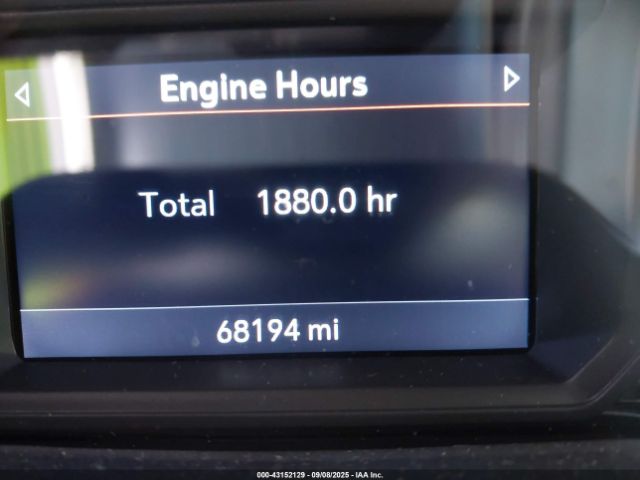 Engine Hours
Total 1880.0 hr
68194 mi
000-43152129 - 09/08/2025 - IAA Inc.